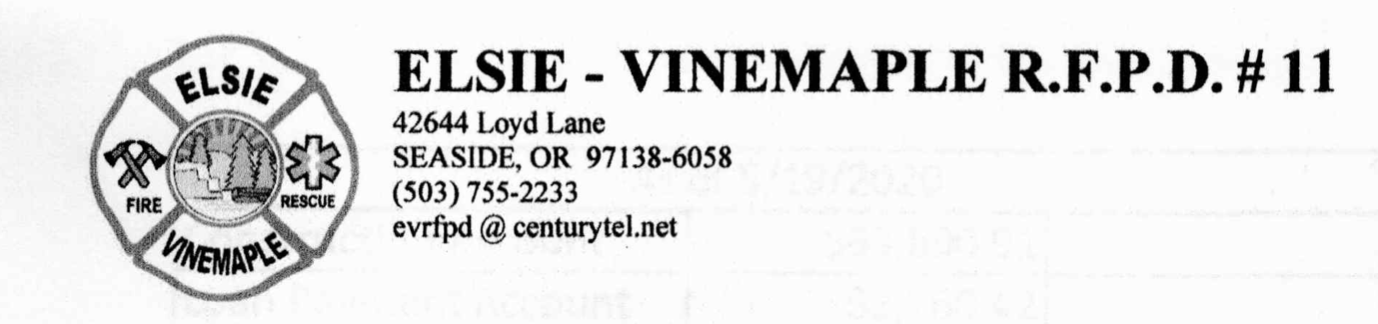 ELSIE
FIRE
RESCUE
VINEMAPLE
ELSIE - VINEMAPLE R.F.P.D. # 11
42644 Loyd Lane
SEASIDE, OR 97138-6058
(503) 755-2233
evrfpd @ centurytel.net